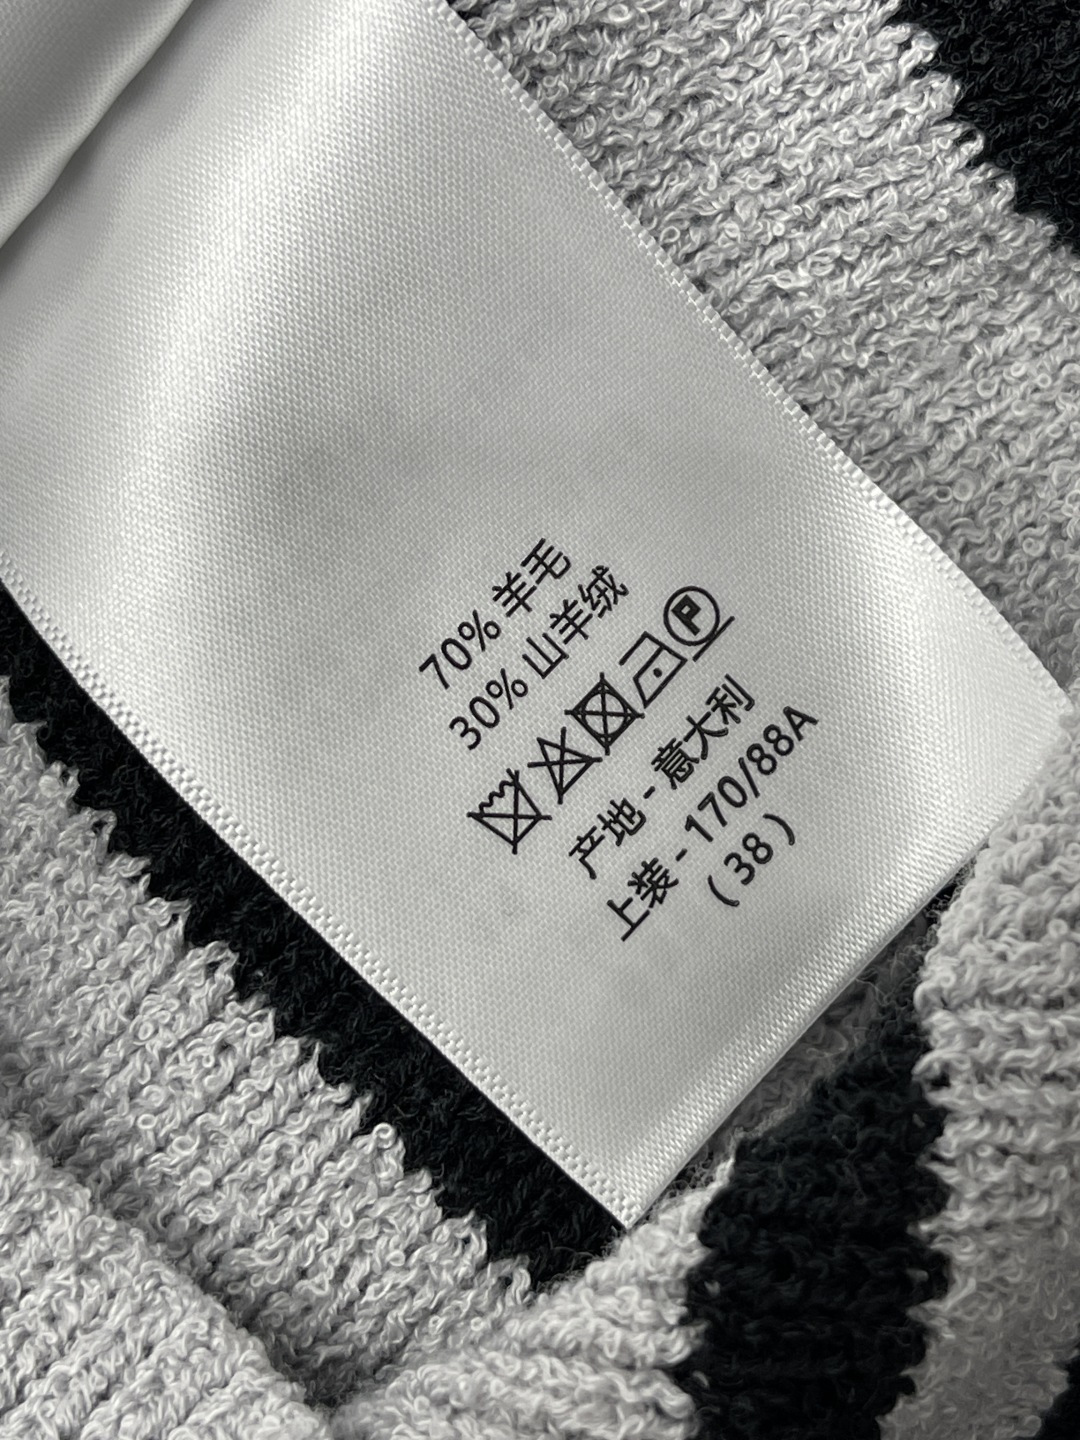 70% 羊毛
30% 山羊绒
P
产地 - 意大利
上装 - 170/88A
( 38 )